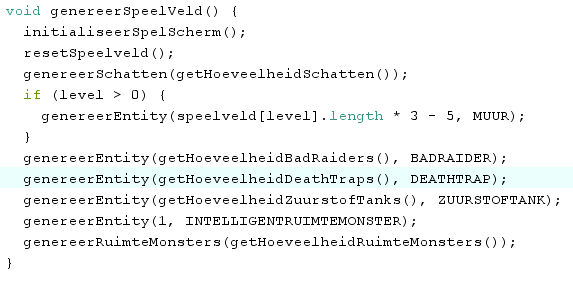 void genereerSpeelVeld() {
  initialiseerSpelScherm();
  resetSpeelveld();
  genereerSchatten(getHoeveelheidSchatten());
  if (level > 0) {
    genereerEntity(speelveld[level].length * 3 - 5, MUUR);
  }
  genereerEntity(getHoeveelheidBadRaiders(), BADRAIDER);
  genereerEntity(getHoeveelheidDeathTraps(), DEATHTRAP);
  genereerEntity(getHoeveelheidZuurstofTanks(), ZUURSTOFTANK);
  genereerEntity(1, INTELLIGENTRUIMTEMONSTER);
  genereerRuimteMonsters(getHoeveelheidRuimteMonsters());
}